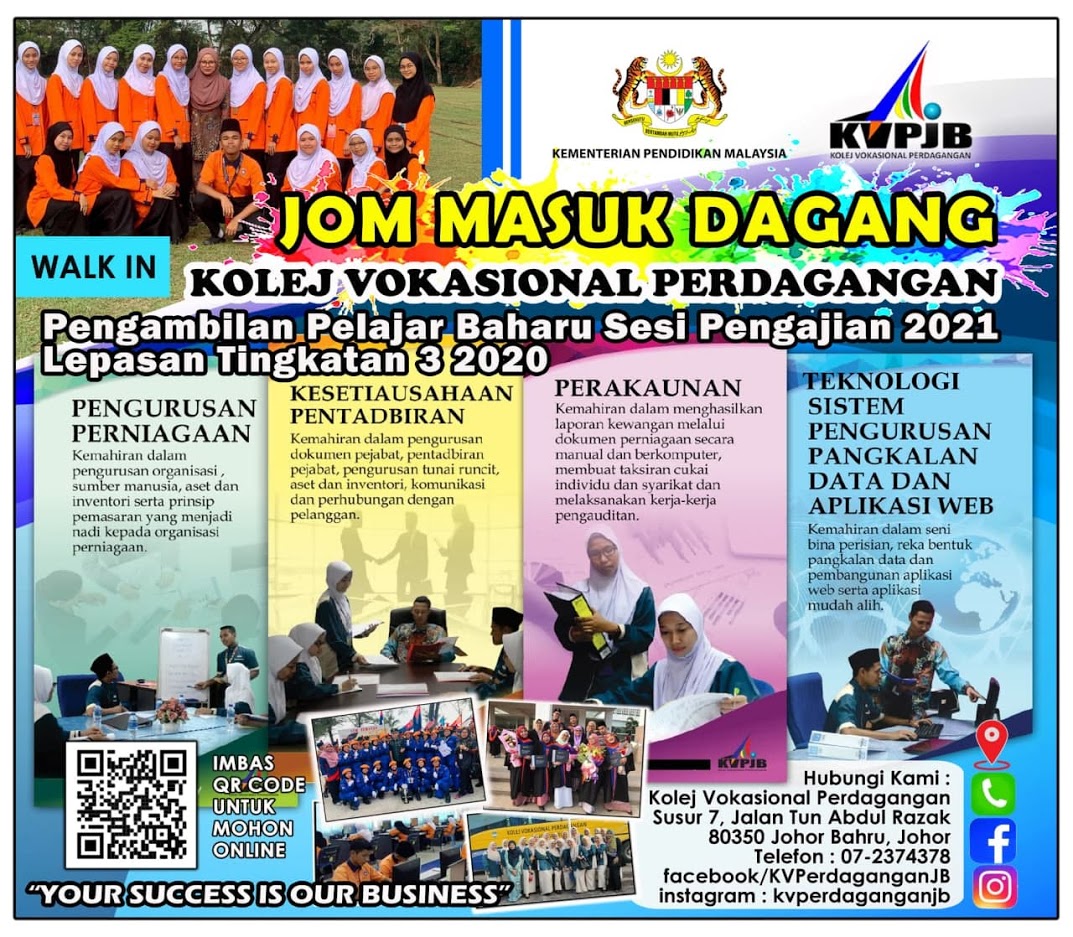 KEMENTERIAN PENDIDIKAN MALAYSIA
KVPJB
KOLEJ VOKASIONAL PERDAGANGAN
JOM MASUK DAGANG
WALK IN
KOLEJ VOKASIONAL PERDAGANGAN
Pengambilan Pelajar Baharu Sesi Pengajian 2021
Lepasan Tingkatan 3 2020
PENGURUSAN
PERNIAGAAN
Kemahiran dalam
pengurusan organisasi ,
sumber manusia, aset dan
inventori serta prinsip
pemasaran yang menjadi
nadi kepada organisasi
perniagaan.
KESETIAUSAHAAN
PENTADBIRAN
Kemahiran dalam pengurusan
dokumen pejabat, pentadbiran
pejabat, pengurusan tunai runcit,
aset dan inventori, komunikasi
dan perhubungan dengan
pelanggan.
PERAKAUNAN
Kemahiran dalam menghasilkan
laporan kewangan melalui
dokumen perniagaan secara
manual dan berkomputer,
membuat taksiran cukai
individu dan syarikat dan
melaksanakan kerja-kerja
pengauditan.
TEKNOLOGI
SISTEM
PENGURUSAN
PANGKALAN
DATA DAN
APLIKASI WEB
Kemahiran dalam seni
bina perisian, reka bentuk
pangkalan data dan
pembangunan aplikasi
web serta aplikasi
mudah alih.
KVPJB
IMBAS
QR CODE
UNTUK
MOHON
ONLINE
KOLEJ VOKASIONAL PERDAGANGAN
"YOUR SUCCESS IS OUR BUSINESS"
Hubungi Kami :
Kolej Vokasional Perdagangan
Susur 7, Jalan Tun Abdul Razak
80350 Johor Bahru, Johor
Telefon : 07-2374378
facebook/KVPerdaganganJB
instagram : kvperdaganganjb